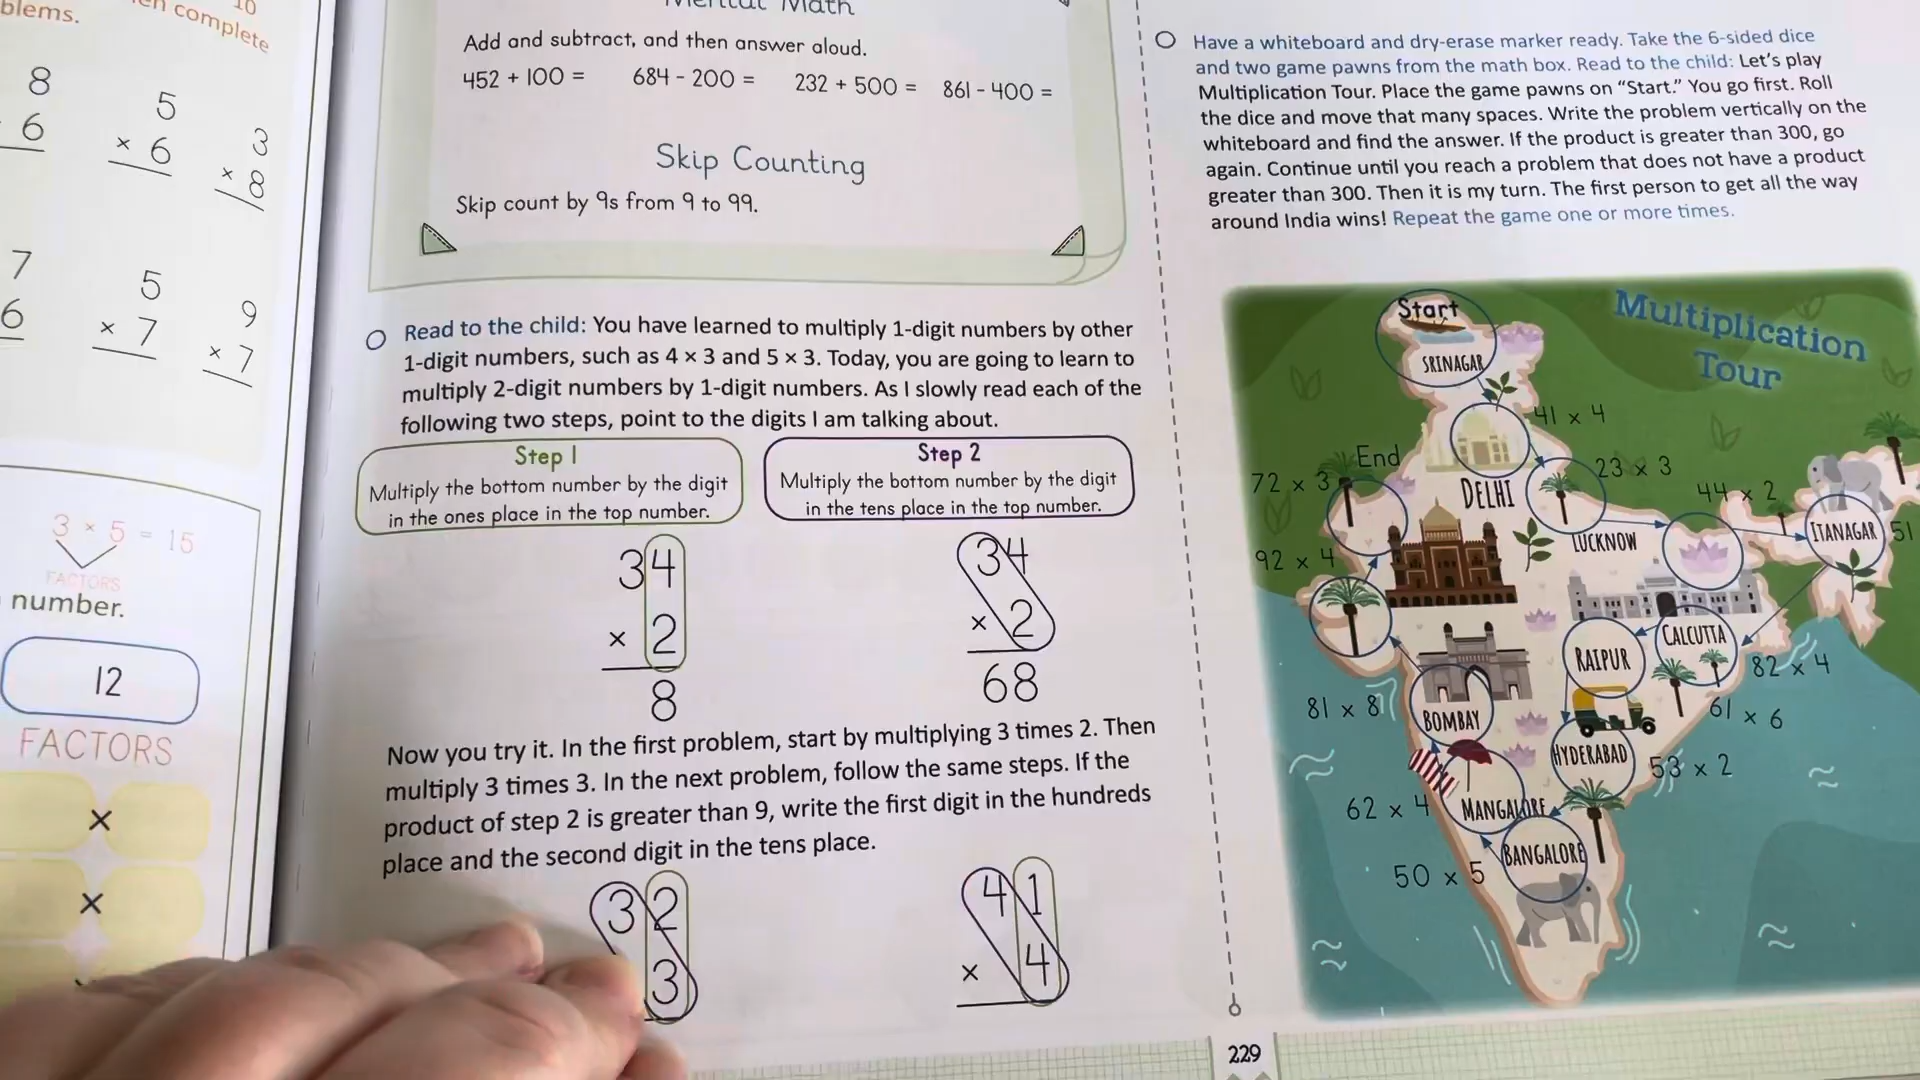 blems.
complete
10
8
6
5
× 6
3
× 8
7
6
5
× 7
9
× 7
3 × 5 = 15
FACTORS
number.
12
FACTORS
×
×
Mental Math
Add and subtract, and then answer aloud.
452 + 100 = 684 - 200 = 232 + 500 = 861 - 400 =
Skip Counting
Skip count by 9s from 9 to 99.
Read to the child: You have learned to multiply 1-digit numbers by other
1-digit numbers, such as 4 × 3 and 5 × 3. Today, you are going to learn to
multiply 2-digit numbers by 1-digit numbers. As I slowly read each of the
following two steps, point to the digits I am talking about.
Step 1
Multiply the bottom number by the digit
in the ones place in the top number.
34
× 2
8
Step 2
Multiply the bottom number by the digit
in the tens place in the top number.
34
× 2
68
Now you try it. In the first problem, start by multiplying 3 times 2. Then
multiply 3 times 3. In the next problem, follow the same steps. If the
product of step 2 is greater than 9, write the first digit in the hundreds
place and the second digit in the tens place.
32
3
41
× 4
Have a whiteboard and dry-erase marker ready. Take the 6-sided dice
and two game pawns from the math box. Read to the child: Let's play
Multiplication Tour. Place the game pawns on "Start." You go first. Roll
the dice and move that many spaces. Write the problem vertically on the
whiteboard and find the answer. If the product is greater than 300, go
again. Continue until you reach a problem that does not have a product
greater than 300. Then it is my turn. The first person to get all the way
around India wins! Repeat the game one or more times.
Multiplication
Tour
Start
SRINAGAR
41 × 4
End
72 × 3
DELHI
23 × 3
44 × 2
LUCKNOW
ITANAGAR
51
92 × 4
CALCUTTA
RAIPUR
82 × 4
81 × 8
BOMBAY
61 × 6
HYDERABAD
53 × 2
62 × 4
MANGALORE
BANGALORE
50 × 5
229